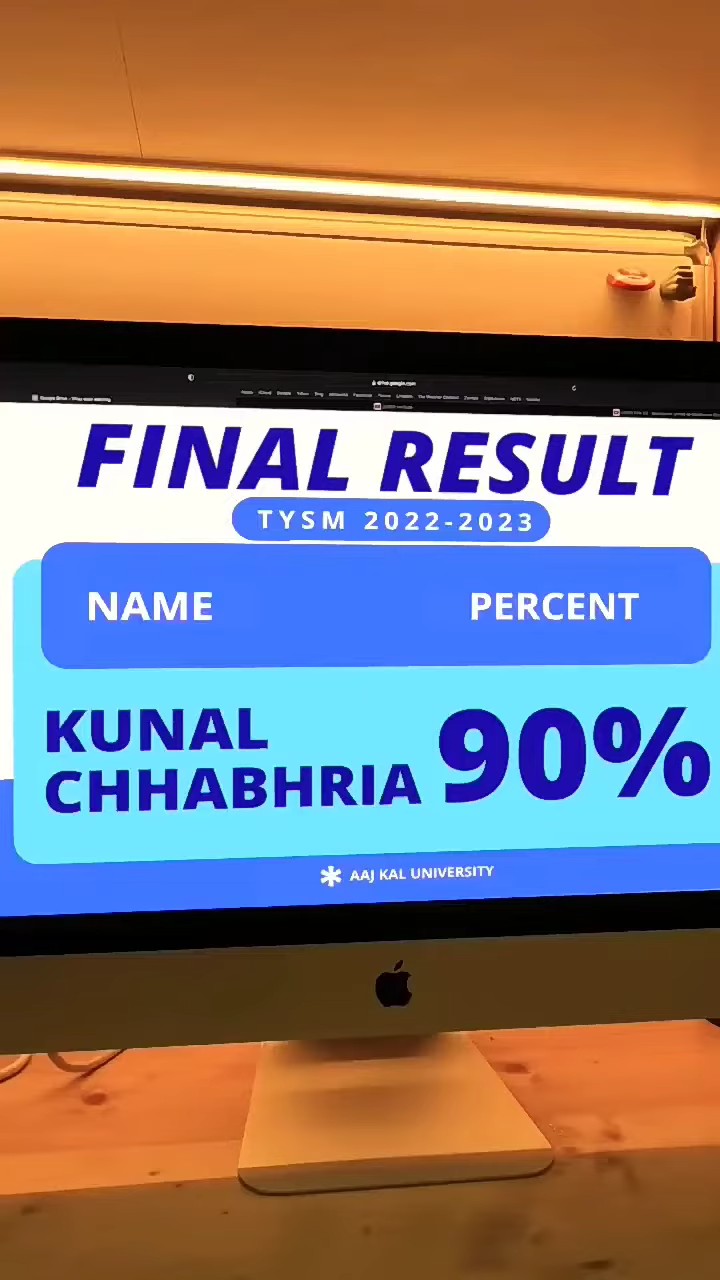 FINAL RESULT
TYSM 2022-2023
NAME PERCENT
KUNAL
CHHABHRIA 90%
AAJ KAL UNIVERSITY